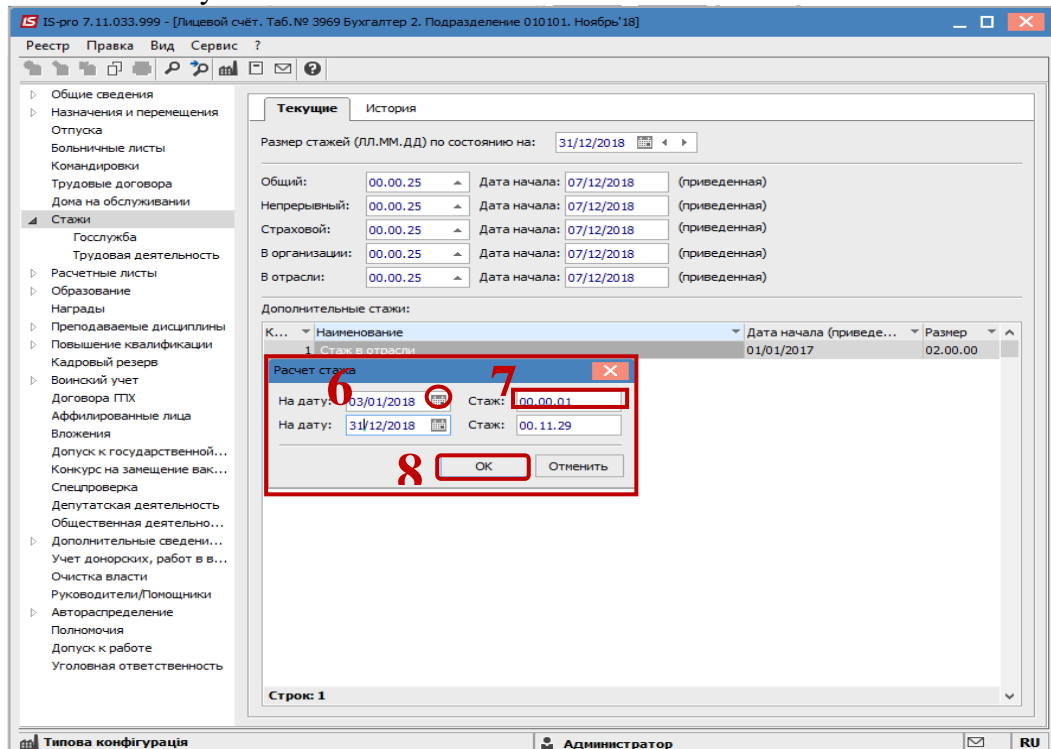 IS-pro 7.11.033.999 - [Лицевой счёт. Таб.№ 3969 Бухгалтер 2. Подразделение 010101. Ноябрь'18]
Реестр Правка Вид Сервис ?
Общие сведения
Назначения и перемещения
Отпуска
Больничные листы
Командировки
Трудовые договора
Дома на обслуживании
Стажи
Госслужба
Трудовая деятельность
Расчетные листы
Образование
Награды
Преподаваемые дисциплины
Повышение квалификации
Кадровый резерв
Воинский учет
Договора ГПХ
Аффилированные лица
Вложения
Допуск к государственной...
Конкурс на замещение вак...
Спецпроверка
Депутатская деятельность
Общественная деятельно...
Дополнительные сведени...
Учет донорских, работ в в...
Очистка власти
Руководители/Помощники
Автораспределение
Полномочия
Допуск к работе
Уголовная ответственность
Текущие История
Размер стажей (ЛЛ.ММ.ДД) по состоянию на: 31/12/2018
Общий: 00.00.25 Дата начала: 07/12/2018 (приведенная)
Непрерывный: 00.00.25 Дата начала: 07/12/2018 (приведенная)
Страховой: 00.00.25 Дата начала: 07/12/2018 (приведенная)
В организации: 00.00.25 Дата начала: 07/12/2018 (приведенная)
В отрасли: 00.00.25 Дата начала: 07/12/2018 (приведенная)
Дополнительные стажи:
К... Наименование Дата начала (приведе... Размер
1 Стаж в отрасли 01/01/2017 02.00.00
Расчет стажа
6 7
На дату: 03/01/2018 Стаж: 00.00.01
На дату: 31/12/2018 Стаж: 00.11.29
8 OK Отменить
Строк: 1
Типова конфігурація Администратор RU